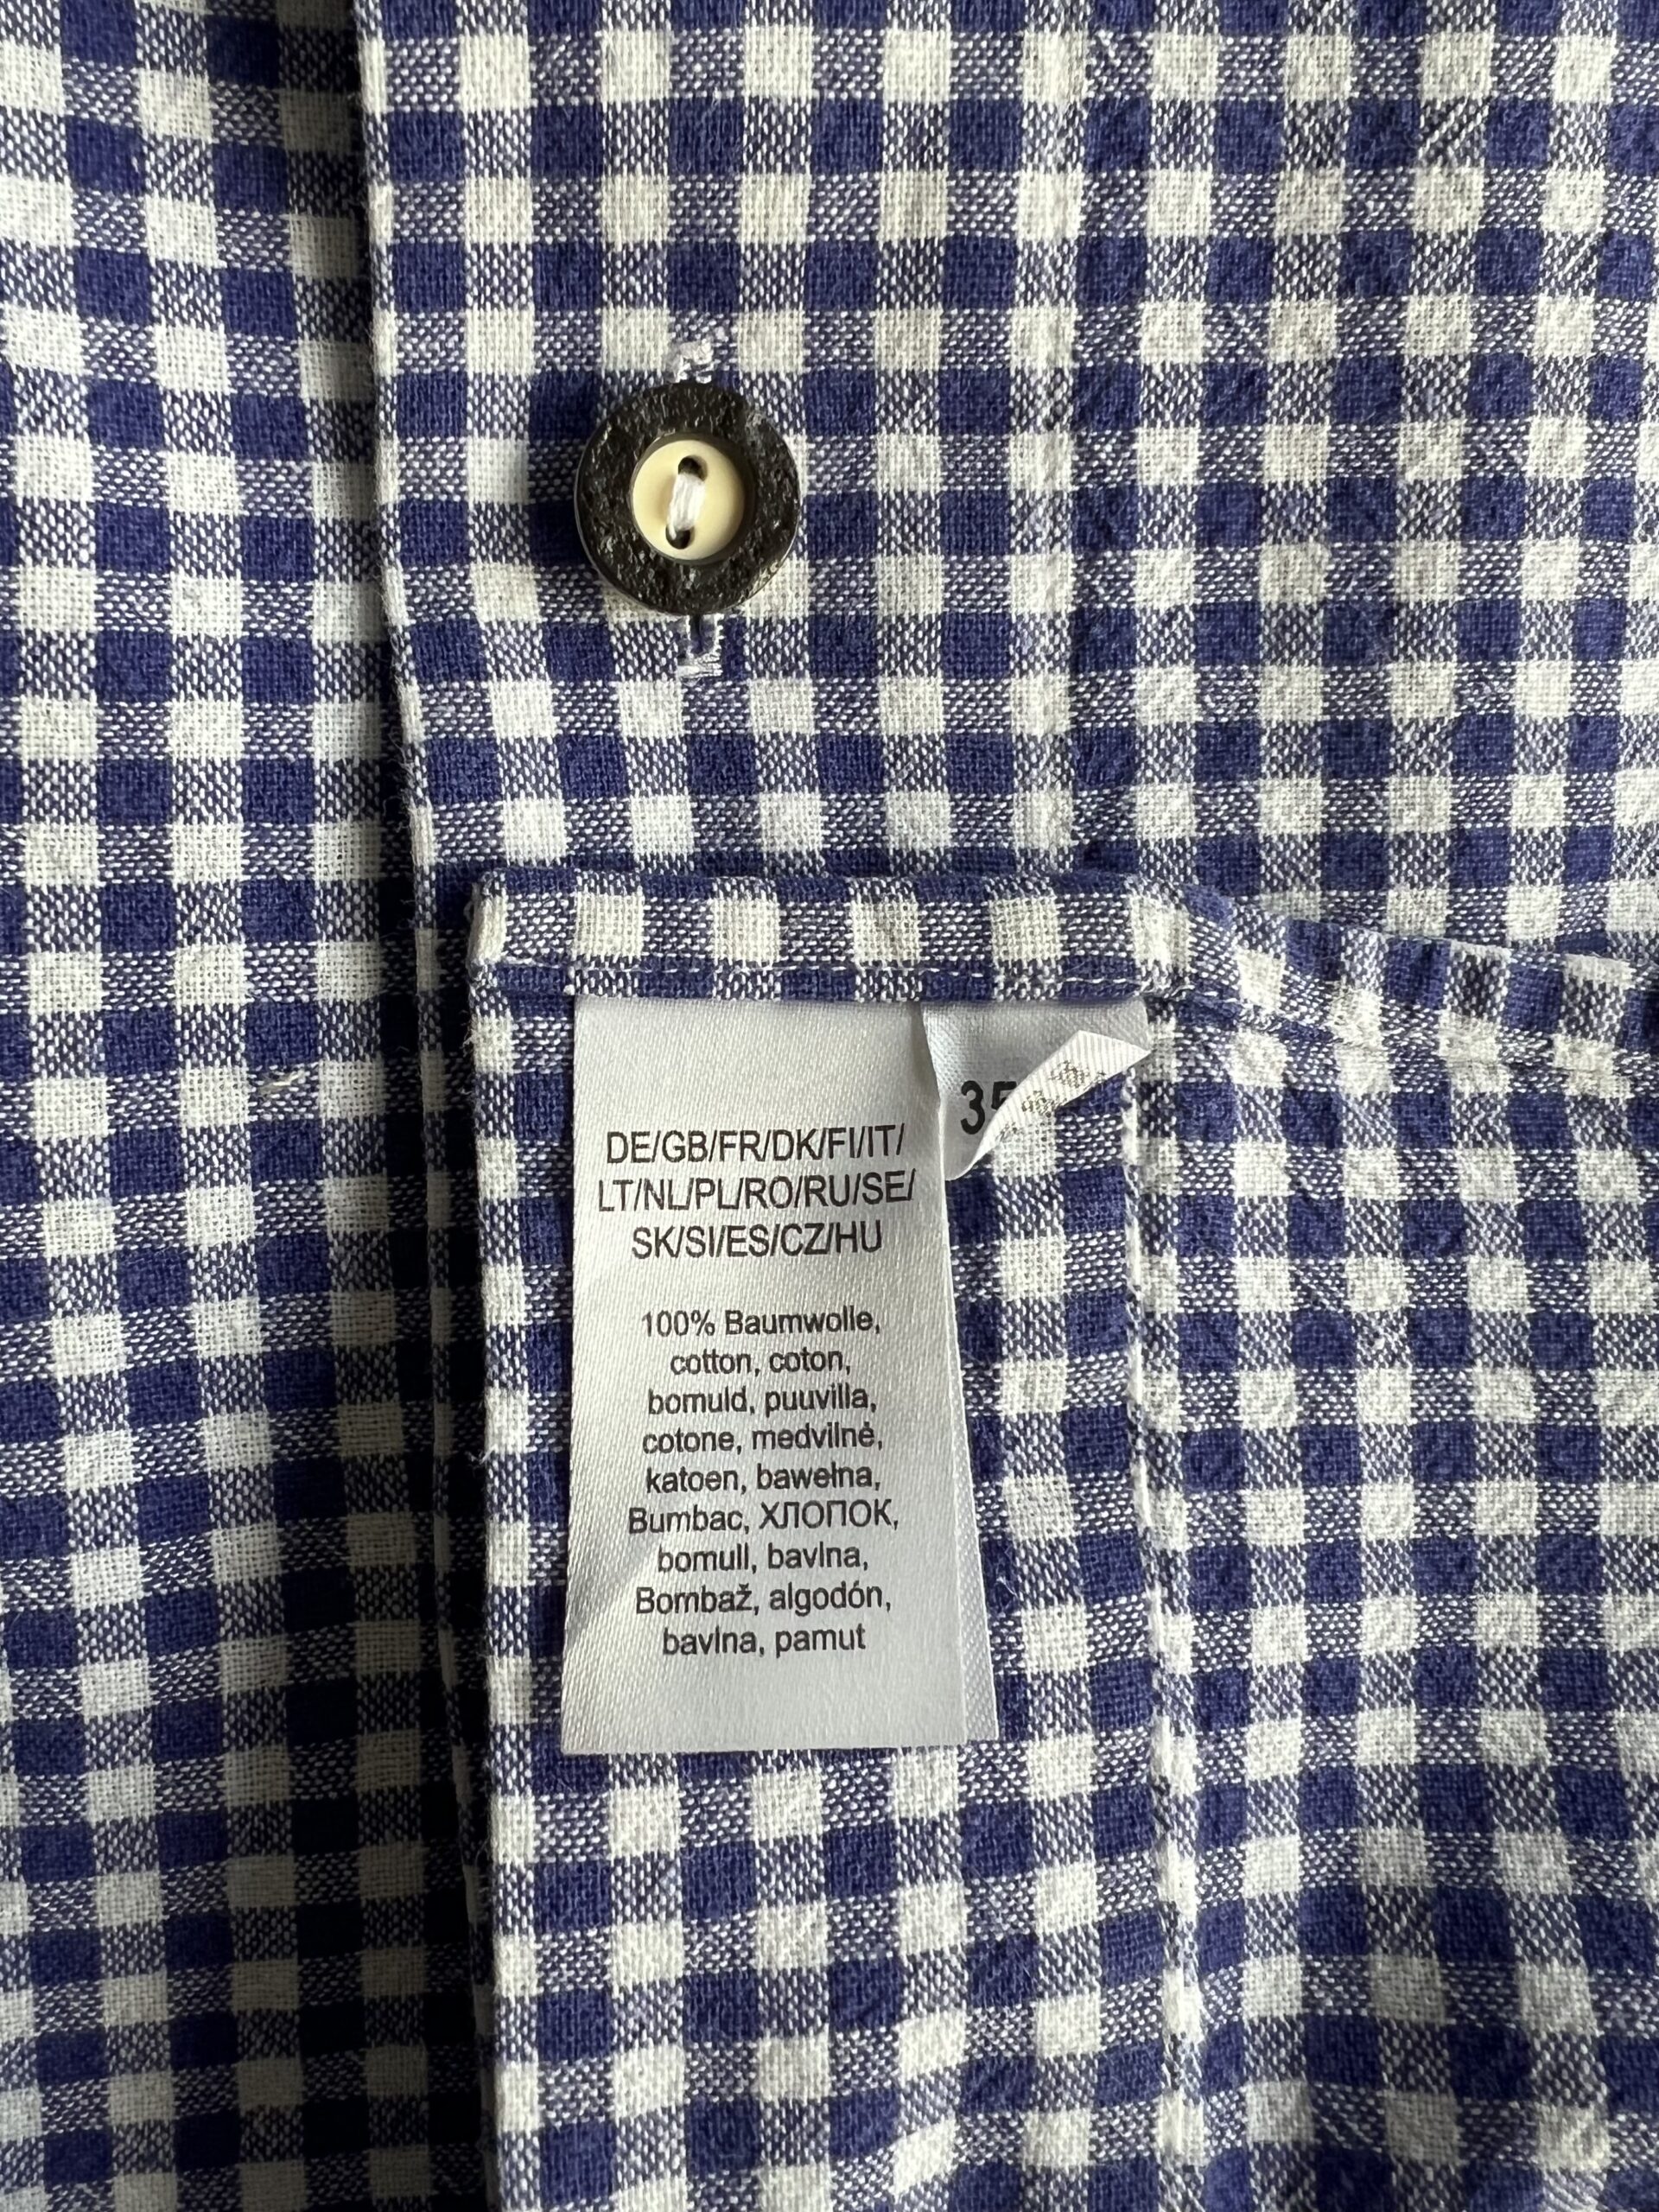 DE/GB/FR/DK/FI/IT/
LT/NL/PL/RO/RU/SE/
SK/SI/ES/CZ/HU
100% Baumwolle,
cotton, coton,
bomuld, puuvilla,
cotone, medvilnė,
katoen, bawełna,
Bumbac, ХЛОПОК,
bomull, bavlna,
Bombaž, algodón,
bavlna, pamut